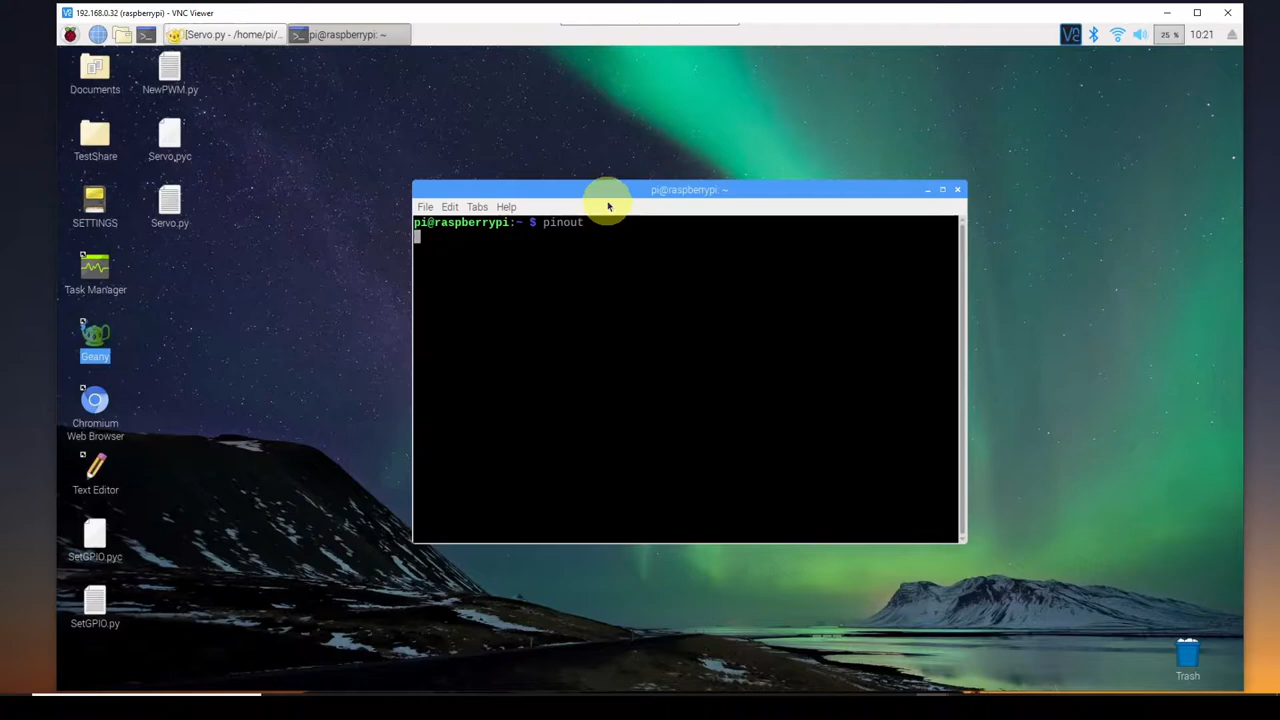 192.168.0.32 (raspberrypi) - VNC Viewer
[Servo.py - /home/pi/...
pi@raspberrypi: ~
25 %
10:21
Documents
NewPWM.py
TestShare
Servo.pyc
SETTINGS
Servo.py
Task Manager
Geany
Chromium
Web Browser
Text Editor
SetGPIO.pyc
SetGPIO.py
pi@raspberrypi: ~
File Edit Tabs Help
pi@raspberrypi:~ $ pinout
Trash